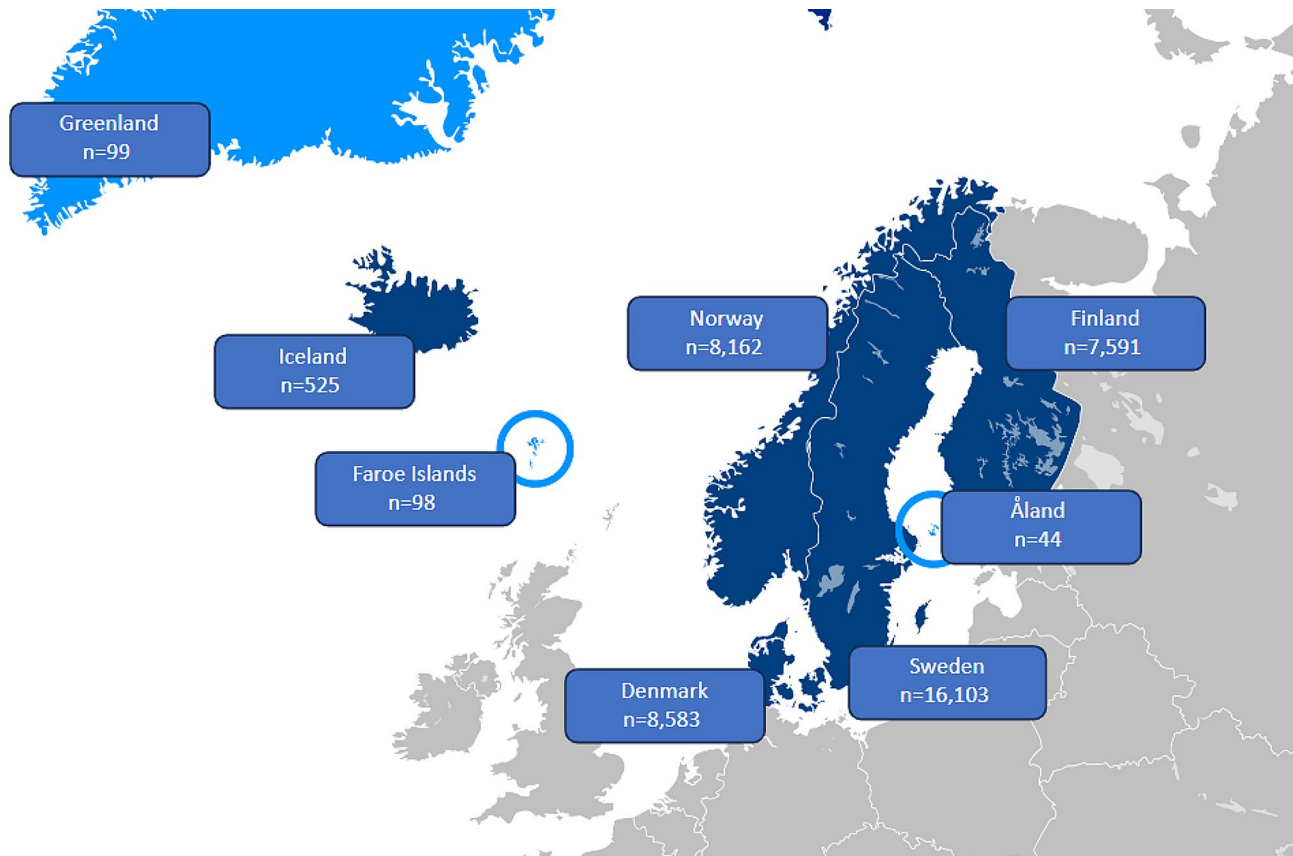 Greenland
n=99
Iceland
n=525
Norway
n=8,162
Finland
n=7,591
Faroe Islands
n=98
Åland
n=44
Denmark
n=8,583
Sweden
n=16,103